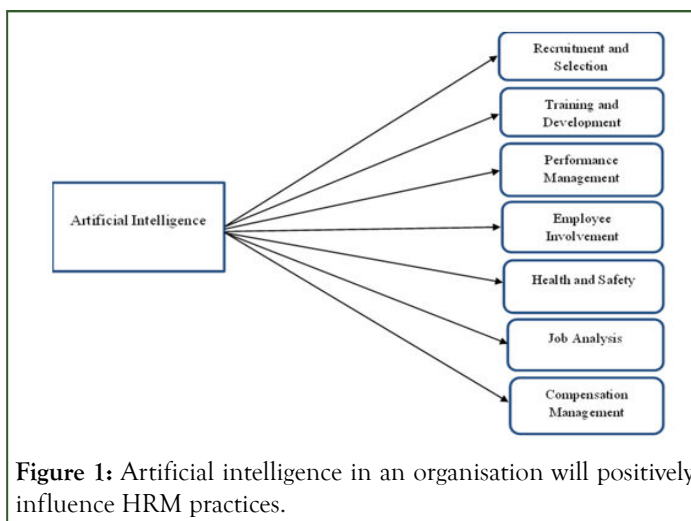 Recruitment and
Selection
Training and
Development
Performance
Management
Artificial Intelligence
Employee
Involvement
Health and Safety
Job Analysis
Compensation
Management
Figure 1: Artificial intelligence in an organisation will positively
influence HRM practices.